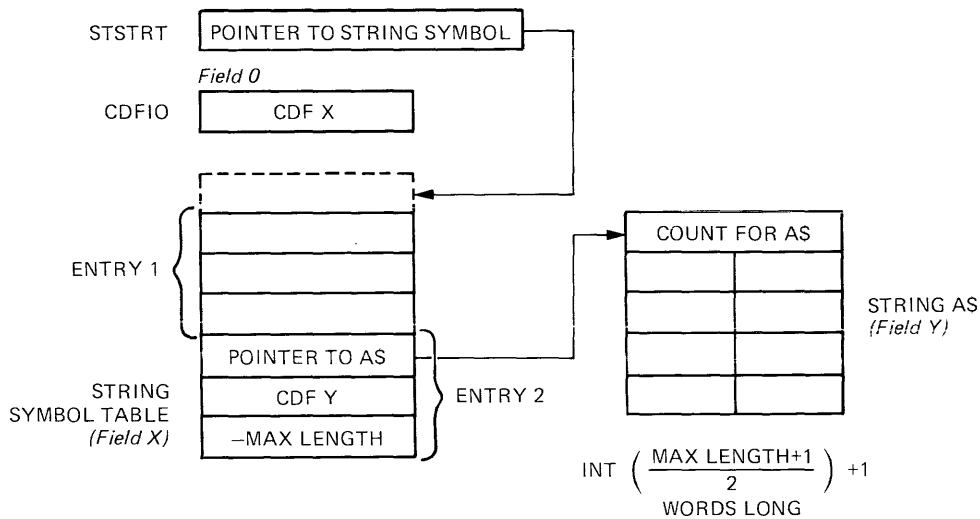 STSTRT
POINTER TO STRING SYMBOL
Field 0
CDFIO
CDF X
ENTRY 1
COUNT FOR A$
STRING A$
(Field Y)
POINTER TO A$
CDF Y
–MAX LENGTH
ENTRY 2
STRING
SYMBOL TABLE
(Field X)
INT ( MAX LENGTH+1 / 2 ) +1
WORDS LONG